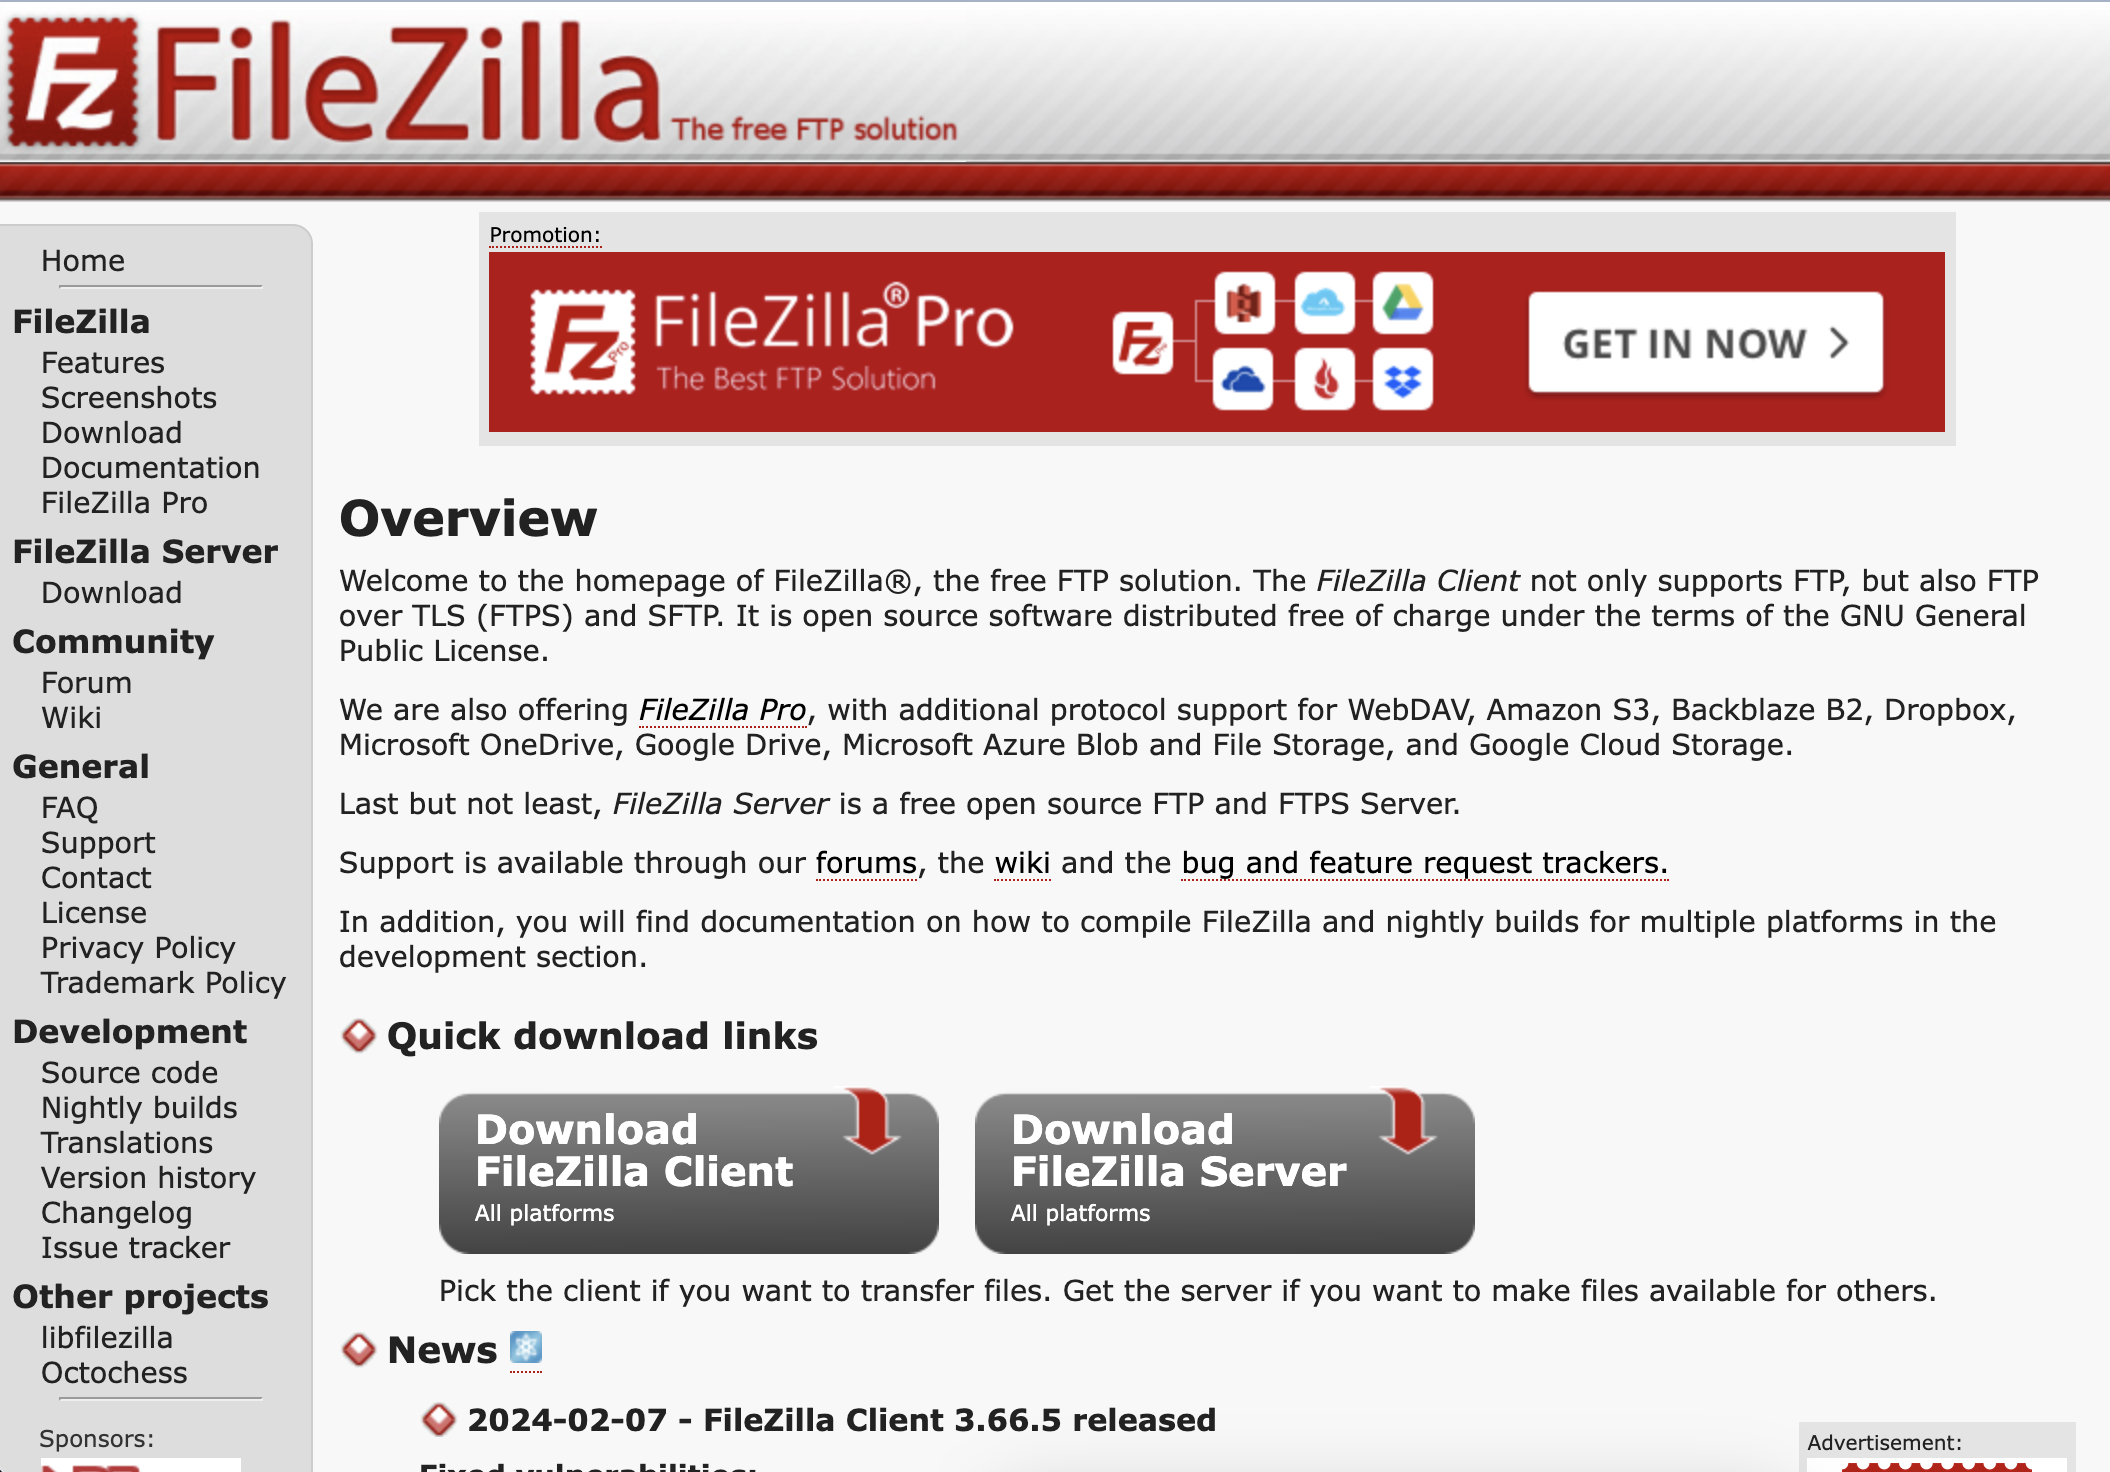 Fz FileZilla The free FTP solution
Home
FileZilla
Features
Screenshots
Download
Documentation
FileZilla Pro
FileZilla Server
Download
Community
Forum
Wiki
General
FAQ
Support
Contact
License
Privacy Policy
Trademark Policy
Development
Source code
Nightly builds
Translations
Version history
Changelog
Issue tracker
Other projects
libfilezilla
Octochess
Sponsors:
Promotion:
Fz Pro FileZilla® Pro
The Best FTP Solution
Fz
GET IN NOW
Overview
Welcome to the homepage of FileZilla®, the free FTP solution. The FileZilla Client not only supports FTP, but also FTP
over TLS (FTPS) and SFTP. It is open source software distributed free of charge under the terms of the GNU General
Public License.
We are also offering FileZilla Pro, with additional protocol support for WebDAV, Amazon S3, Backblaze B2, Dropbox,
Microsoft OneDrive, Google Drive, Microsoft Azure Blob and File Storage, and Google Cloud Storage.
Last but not least, FileZilla Server is a free open source FTP and FTPS Server.
Support is available through our forums, the wiki and the bug and feature request trackers.
In addition, you will find documentation on how to compile FileZilla and nightly builds for multiple platforms in the
development section.
Quick download links
Download
FileZilla Client
All platforms
Download
FileZilla Server
All platforms
Pick the client if you want to transfer files. Get the server if you want to make files available for others.
News
2024-02-07 - FileZilla Client 3.66.5 released
Fixed vulnerabilities:
Advertisement: